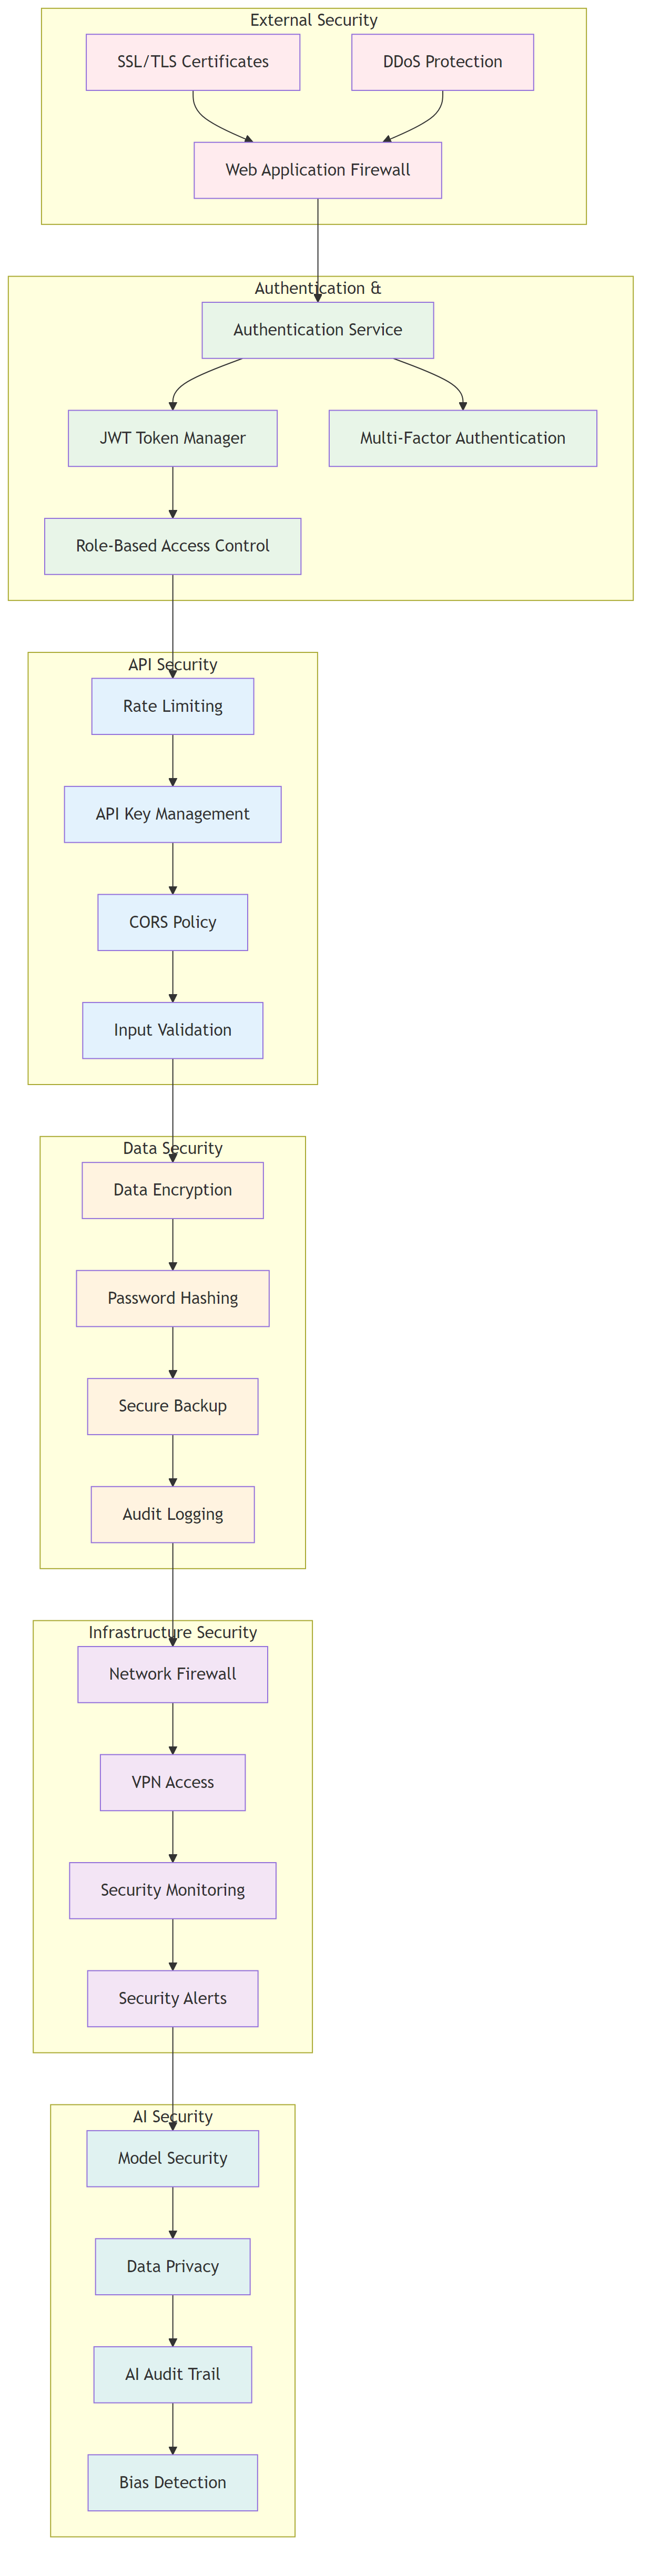 External Security
SSL/TLS Certificates
DDoS Protection
Web Application Firewall
Authentication &
Authentication Service
JWT Token Manager
Multi-Factor Authentication
Role-Based Access Control
API Security
Rate Limiting
API Key Management
CORS Policy
Input Validation
Data Security
Data Encryption
Password Hashing
Secure Backup
Audit Logging
Infrastructure Security
Network Firewall
VPN Access
Security Monitoring
Security Alerts
AI Security
Model Security
Data Privacy
AI Audit Trail
Bias Detection